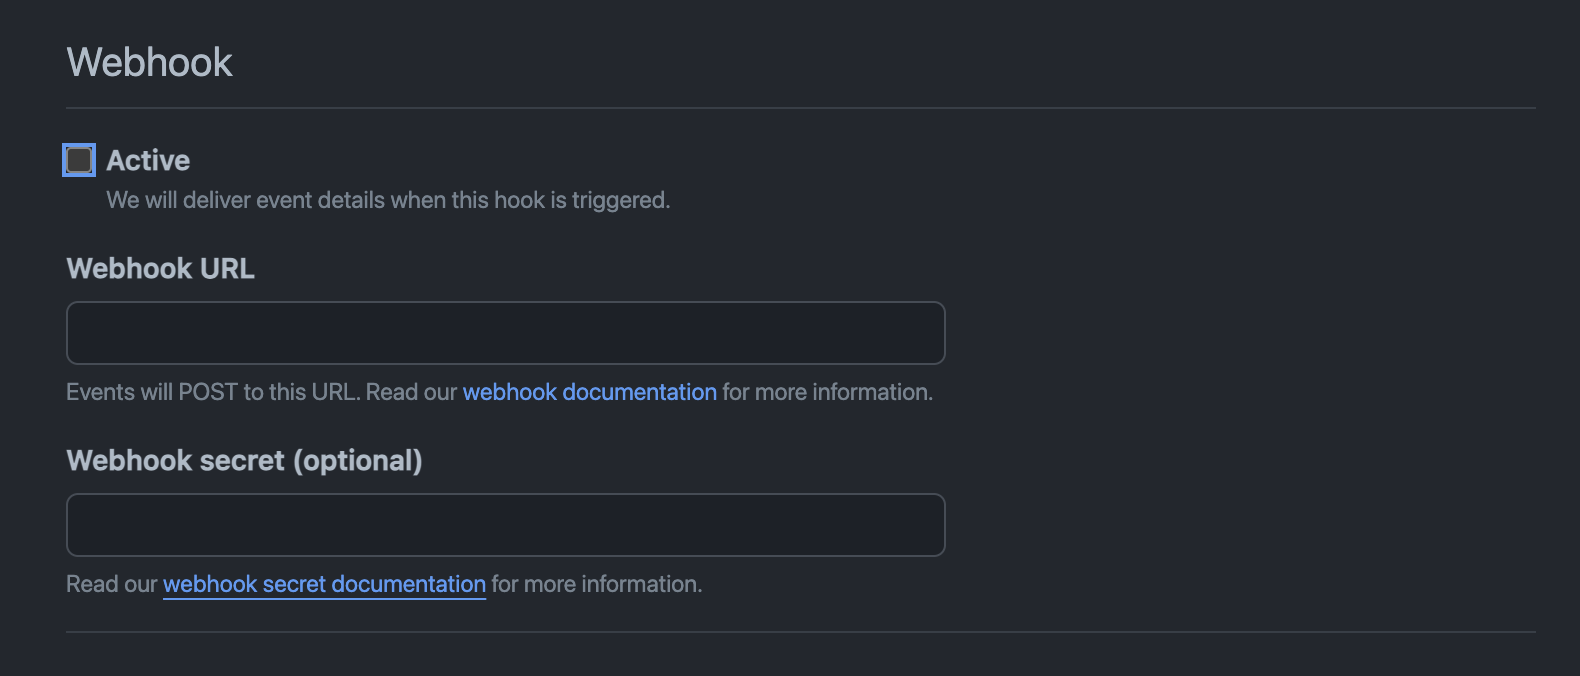 Webhook
Active
We will deliver event details when this hook is triggered.
Webhook URL
Events will POST to this URL. Read our webhook documentation for more information.
Webhook secret (optional)
Read our webhook secret documentation for more information.